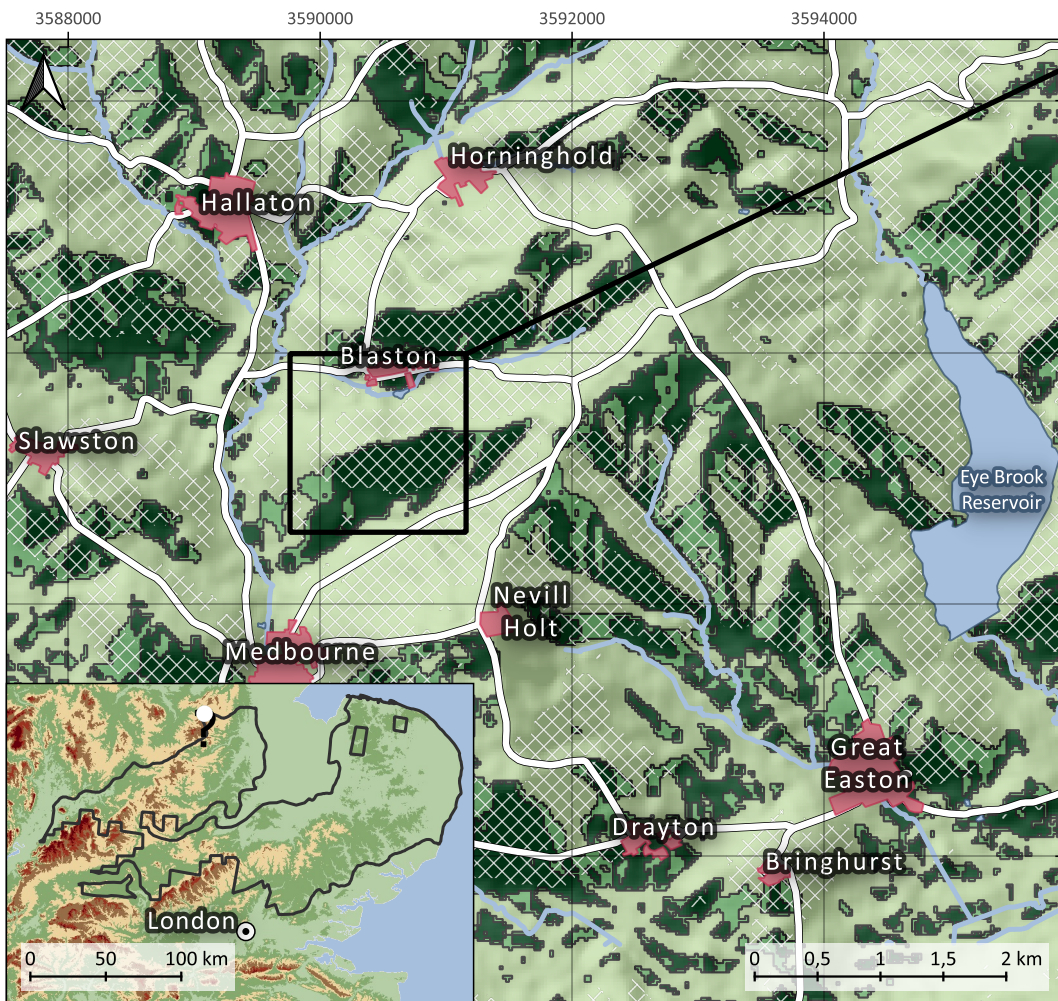 3588000 3590000 3592000 3594000
Horninghold
Hallaton
Blaston
Slawston
Eye Brook
Reservoir
Nevill
Holt
Medbourne
Great
Easton
Drayton
Bringhurst
London
0 50 100 km
0 0,5 1 1,5 2 km